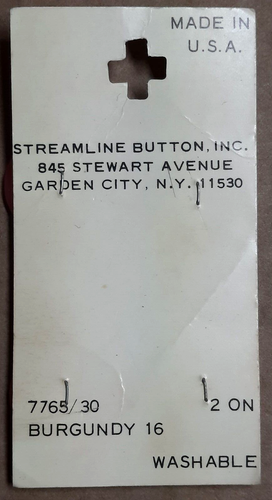 MADE IN
U.S.A.
STREAMLINE BUTTON, INC.
845 STEWART AVENUE
GARDEN CITY, N.Y. 11530
7765/30 2 ON
BURGUNDY 16
WASHABLE